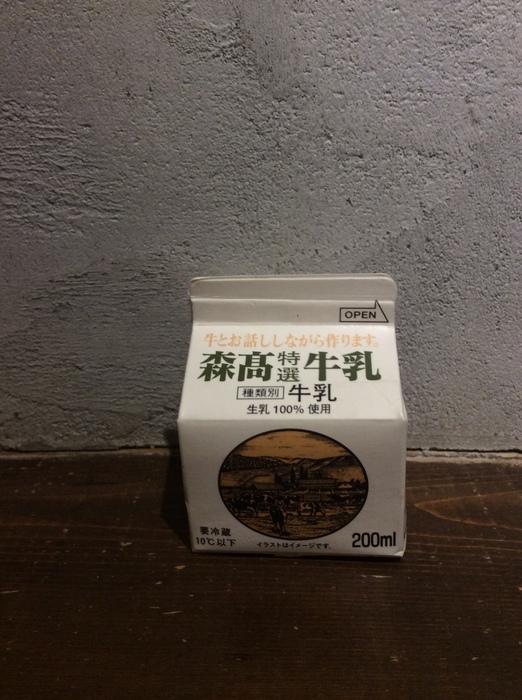 OPEN
牛とお話ししながら作ります。
森髙特選牛乳
種類別 牛乳
生乳100% 使用
要冷蔵
10℃以下
イラストはイメージです。
200ml